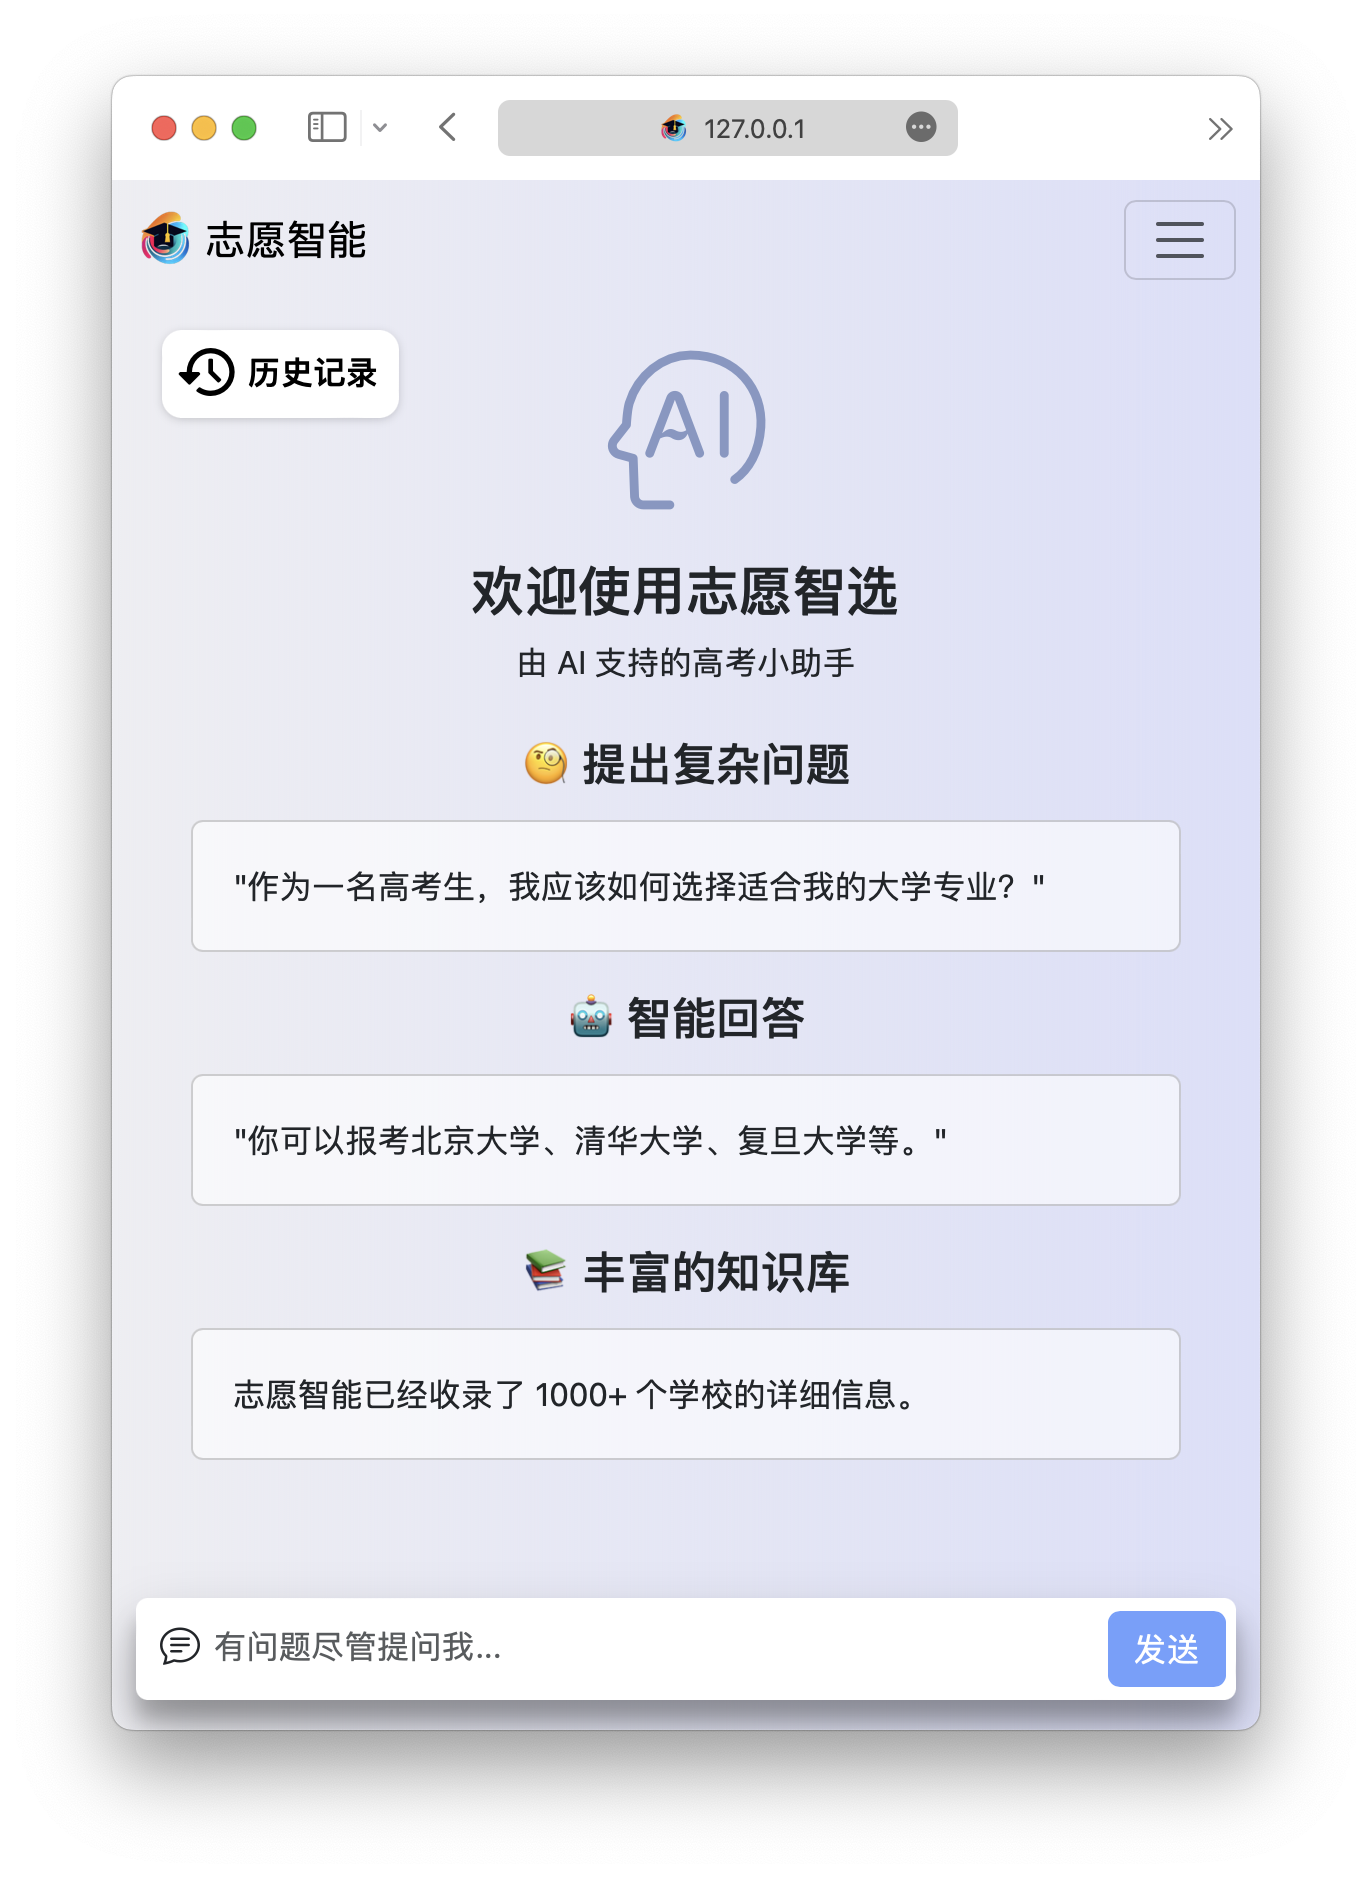 127.0.0.1
志愿智能
历史记录
AI
欢迎使用志愿智选
由 AI 支持的高考小助手
🧐 提出复杂问题
"作为一名高考生，我应该如何选择适合我的大学专业？"
🤖 智能回答
"你可以报考北京大学、清华大学、复旦大学等。"
📚 丰富的知识库
志愿智能已经收录了 1000+ 个学校的详细信息。
有问题尽管提问我...
发送